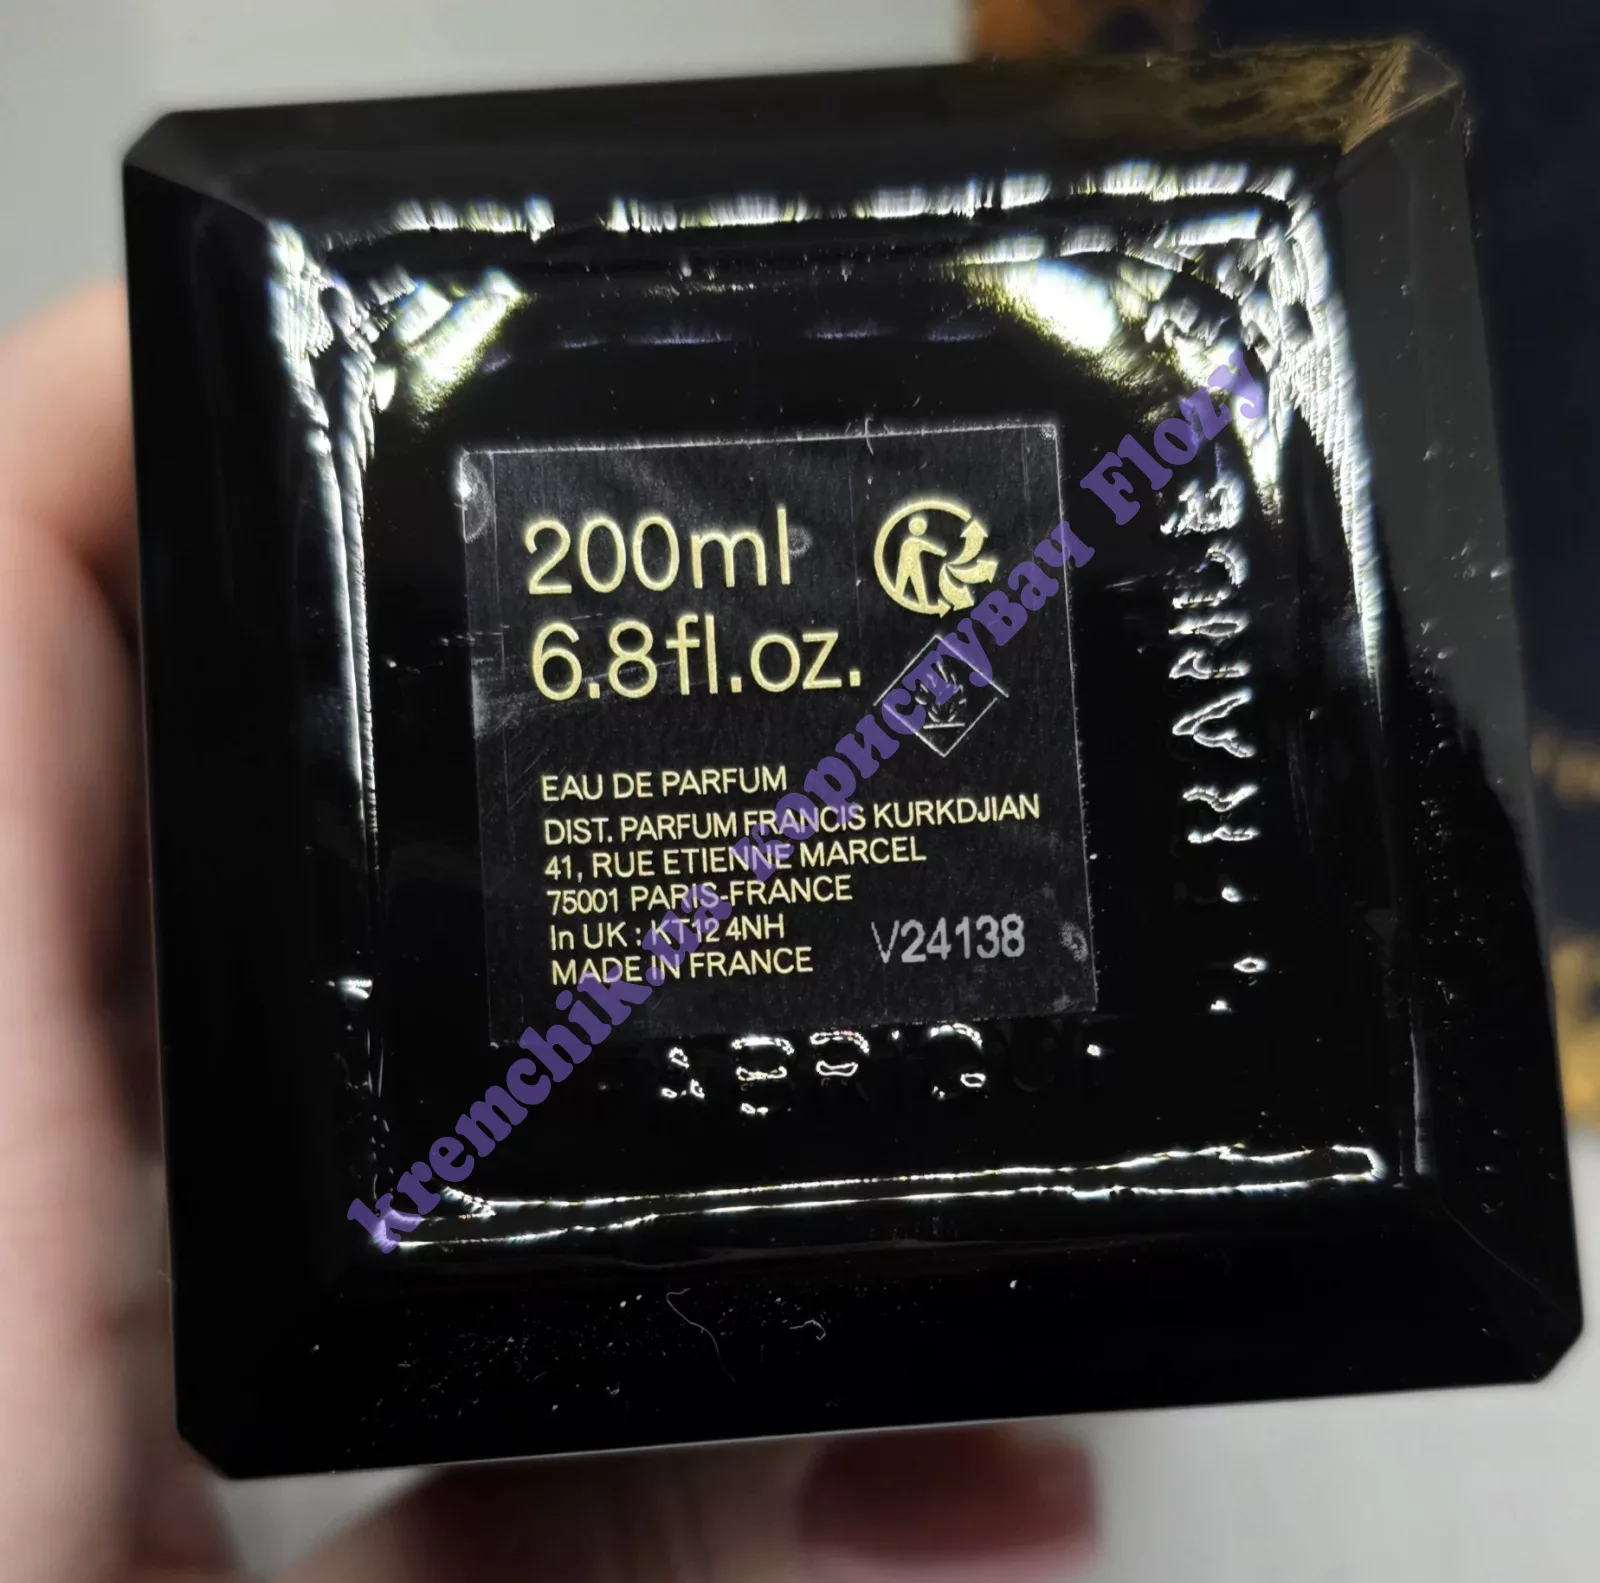 200ml
6.8fl.oz.
EAU DE PARFUM
DIST. PARFUM FRANCIS KURKDJIAN
41, RUE ETIENNE MARCEL
75001 PARIS-FRANCE
In UK : KT12 4NH
MADE IN FRANCE
V24138
kremchik.ua користувач Flozy